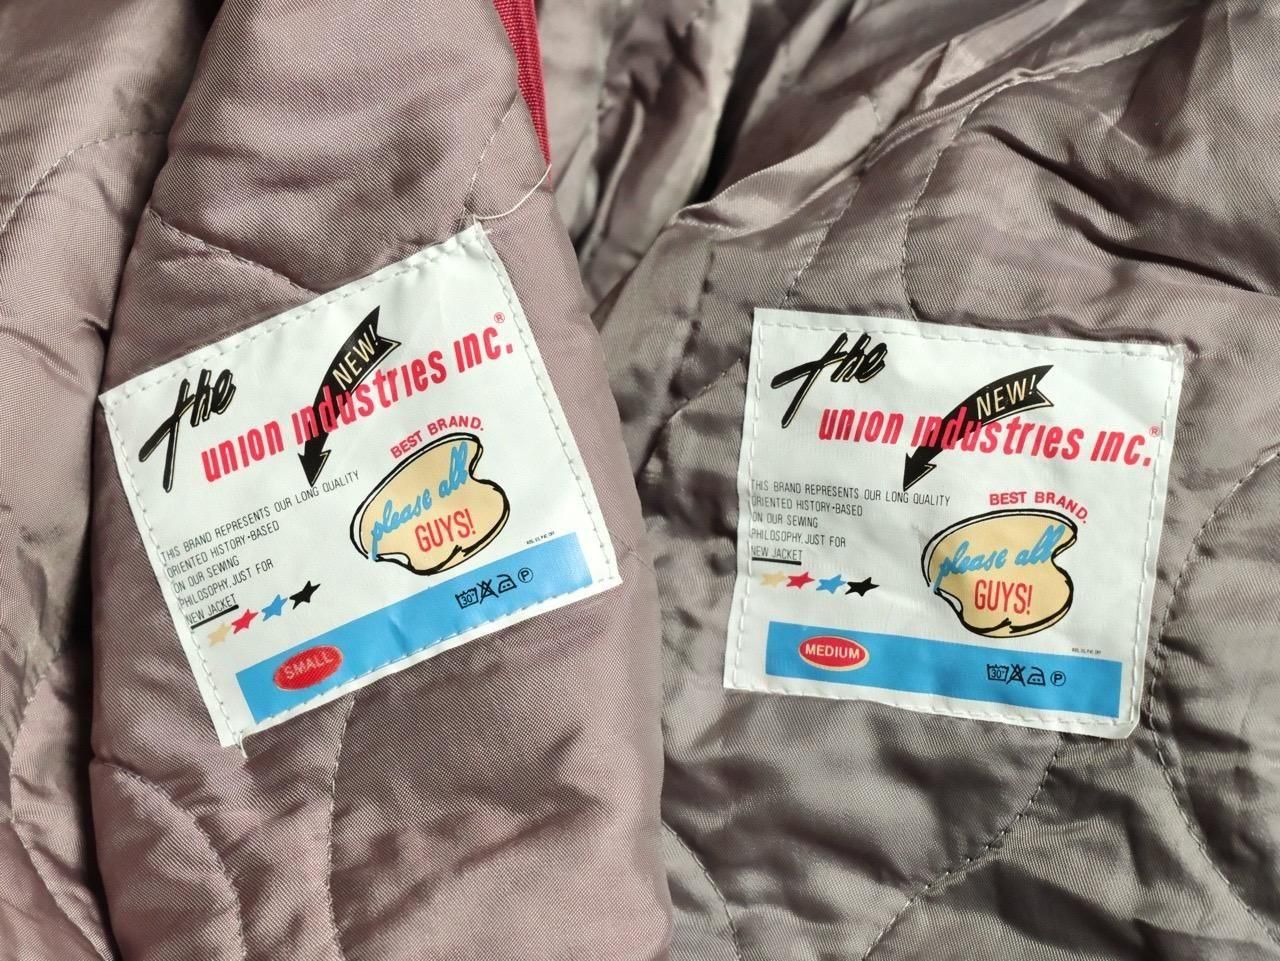 the
NEW!
union industries inc.®
BEST BRAND.
please all
GUYS!
THIS BRAND REPRESENTS OUR LONG QUALITY
ORIENTED HISTORY-BASED
ON OUR SEWING
PHILOSOPHY, JUST FOR
NEW JACKET
SMALL
30°
P
the
NEW!
union industries inc.®
BEST BRAND.
please all
GUYS!
THIS BRAND REPRESENTS OUR LONG QUALITY
ORIENTED HISTORY-BASED
ON OUR SEWING
PHILOSOPHY, JUST FOR
NEW JACKET
MEDIUM
30°
P